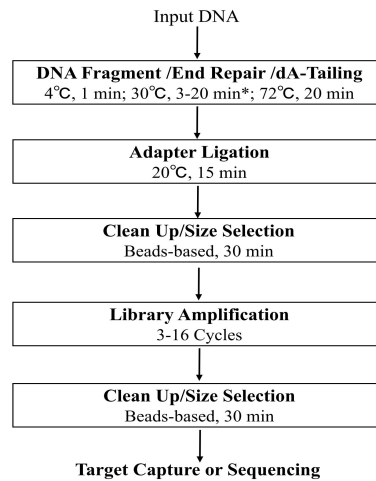 Input DNA
DNA Fragment /End Repair /dA-Tailing
4℃, 1 min; 30℃, 3-20 min*; 72℃, 20 min
Adapter Ligation
20℃, 15 min
Clean Up/Size Selection
Beads-based, 30 min
Library Amplification
3-16 Cycles
Clean Up/Size Selection
Beads-based, 30 min
Target Capture or Sequencing